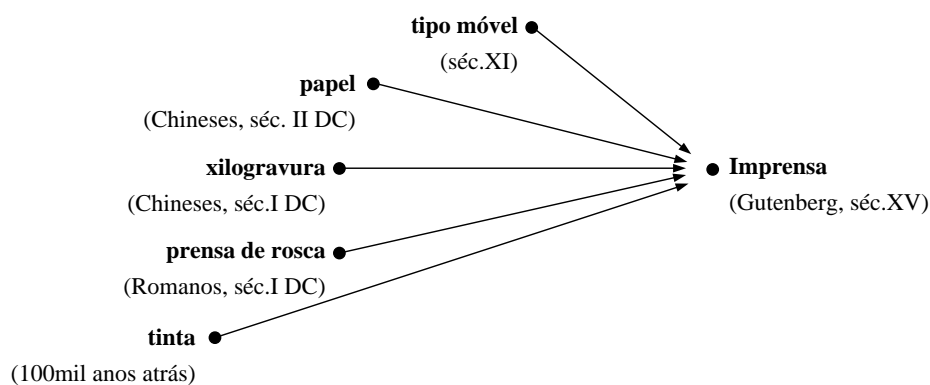 tipo móvel
(séc.XI)
papel
(Chineses, séc. II DC)
xilogravura
(Chineses, séc.I DC)
Imprensa
(Gutenberg, séc.XV)
prensa de rosca
(Romanos, séc.I DC)
tinta
(100mil anos atrás)